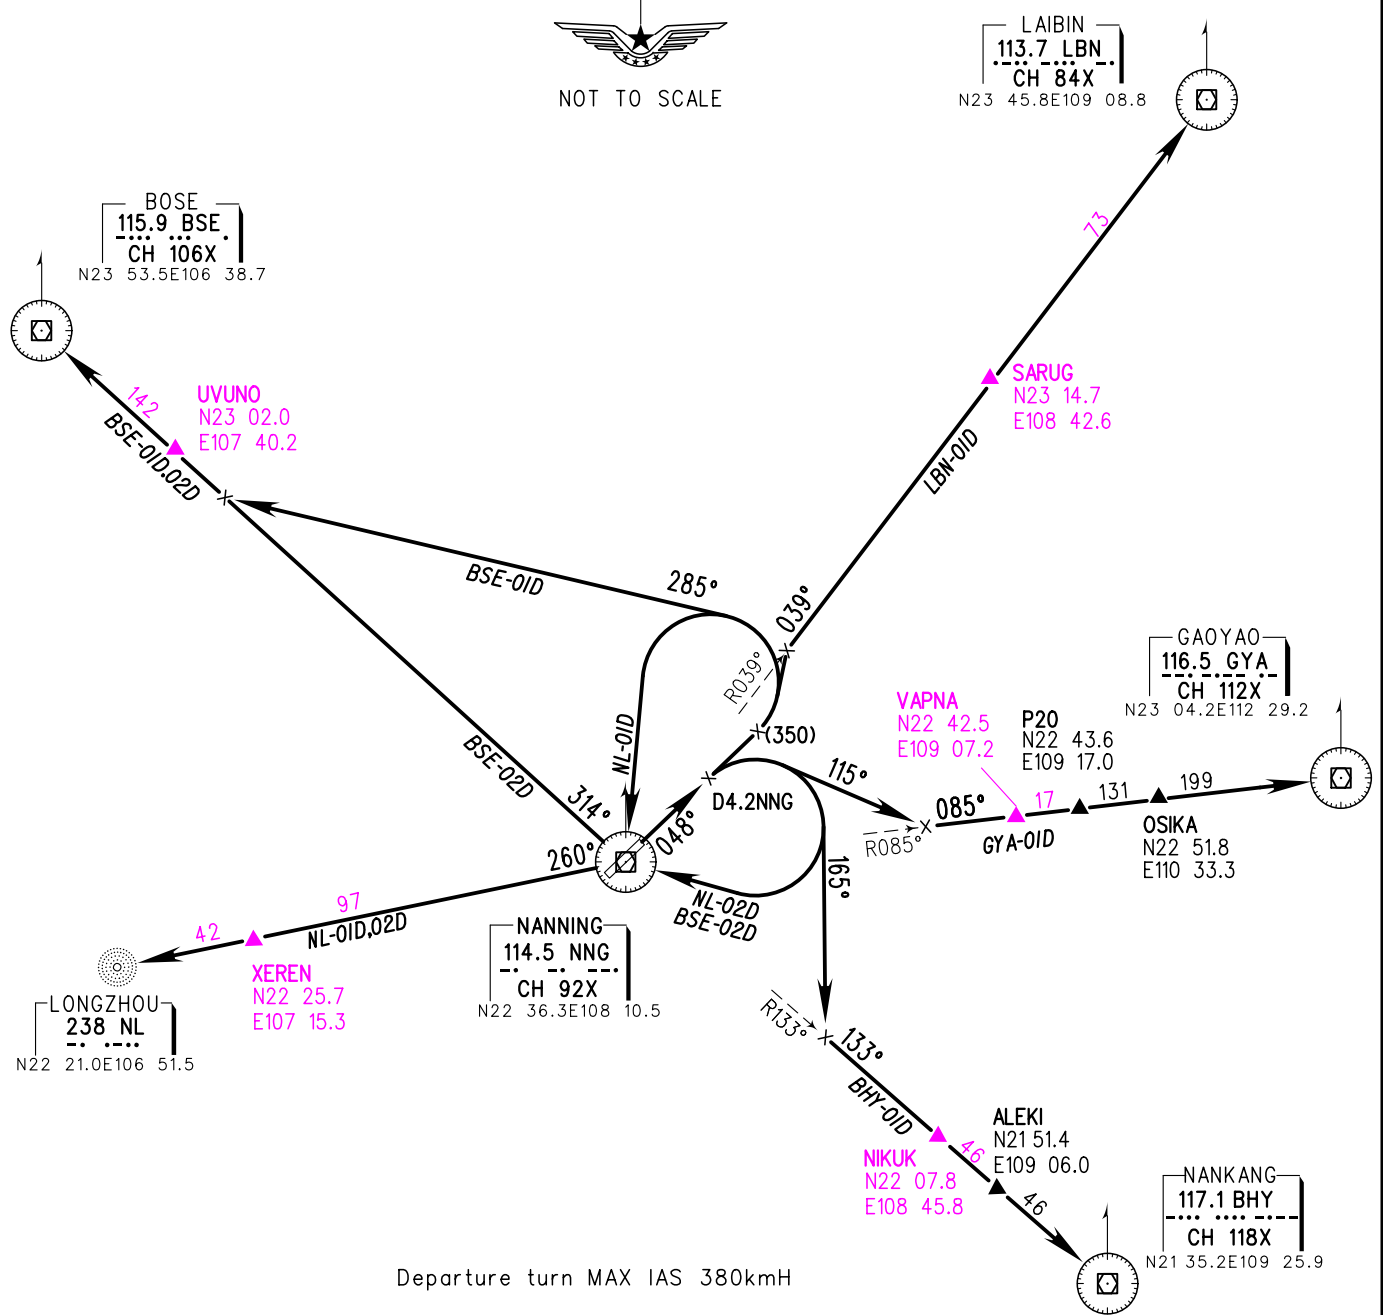 NOT TO SCALE
LAIBIN
113.7 LBN
CH 84X
N23 45.8E109 08.8
BOSE
115.9 BSE
CH 106X
N23 53.5E106 38.7
73
142
UVUNO
N23 02.0
E107 40.2
BSE-01D.02D
SARUG
N23 14.7
E108 42.6
LBN-01D
BSE-01D
285°
039°
R039°
GAOYAO
116.5 GYA
CH 112X
N23 04.2E112 29.2
VAPNA
N22 42.5
E109 07.2
P20
N22 43.6
E109 17.0
NL-01D
(350)
BSE-02D
115°
D4.2NNG
314°
048°
085°
17
131
199
R085°
GYA-01D
OSIKA
N22 51.8
E110 33.3
260°
165°
97
42
NL-01D,02D
NL-02D
BSE-02D
NANNING
114.5 NNG
CH 92X
N22 36.3E108 10.5
XEREN
N22 25.7
E107 15.3
LONGZHOU
238 NL
N22 21.0E106 51.5
R133°
133°
BHY-01D
ALEKI
N21 51.4
E109 06.0
46
NIKUK
N22 07.8
E108 45.8
46
NANKANG
117.1 BHY
CH 118X
N21 35.2E109 25.9
Departure turn MAX IAS 380kmH